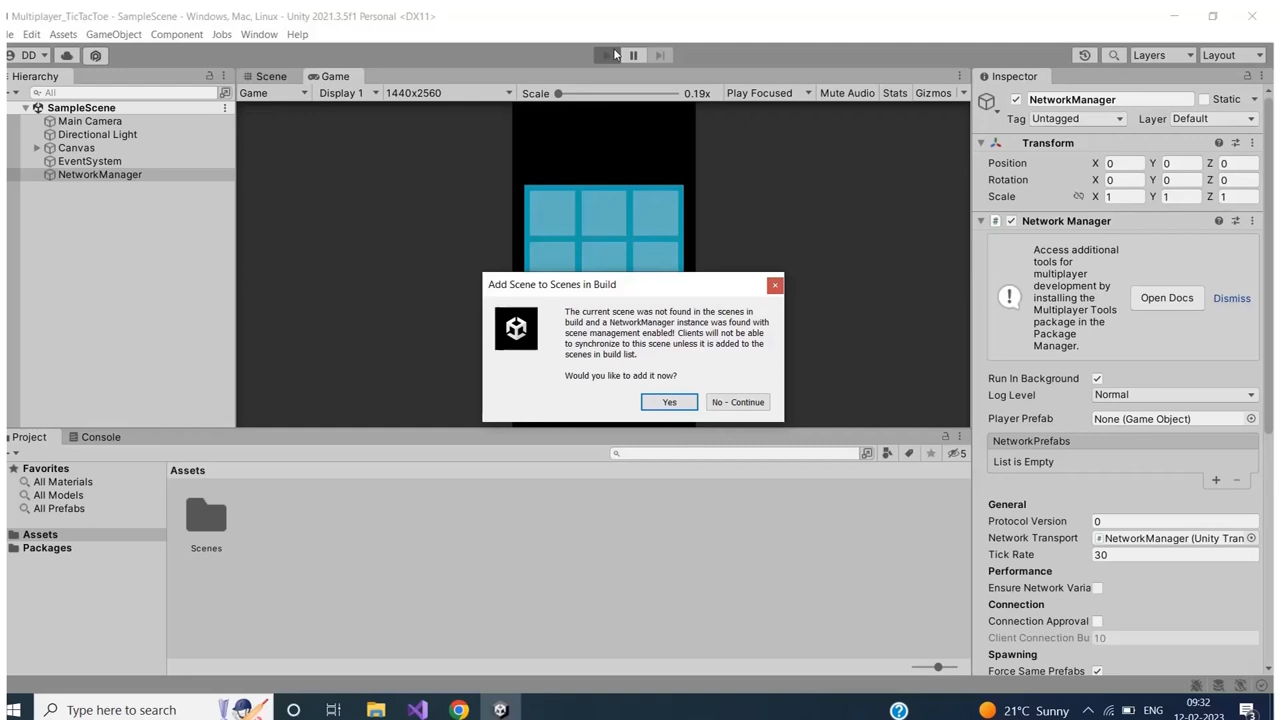 Multiplayer_TicTacToe - SampleScene - Windows, Mac, Linux - Unity 2021.3.5f1 Personal <DX11>
Edit Assets GameObject Component Jobs Window Help
DD Layers Layout
Hierarchy
All
SampleScene
Main Camera
Directional Light
Canvas
EventSystem
NetworkManager
Scene Game
Game Display 1 1440x2560 Scale 0.19x Play Focused Mute Audio Stats Gizmos
Add Scene to Scenes in Build
The current scene was not found in the scenes in
build and a NetworkManager instance was found with
scene management enabled! Clients will not be able
to synchronize to this scene unless it is added to the
scenes in build list.
Would you like to add it now?
Yes No - Continue
Inspector
NetworkManager Static
Tag Untagged Layer Default
Transform
Position X 0 Y 0 Z 0
Rotation X 0 Y 0 Z 0
Scale X 1 Y 1 Z 1
Network Manager
Access additional
tools for
multiplayer
development by
installing the
Multiplayer Tools
package in the
Package
Manager.
Open Docs Dismiss
Run In Background
Log Level Normal
Player Prefab None (Game Object)
NetworkPrefabs
List is Empty
General
Protocol Version 0
Network Transport NetworkManager (Unity Tran
Tick Rate 30
Performance
Ensure Network Varia
Connection
Connection Approval
Client Connection Bu 10
Spawning
Force Same Prefabs
Project Console
5
Favorites
All Materials
All Models
All Prefabs
Assets
Packages
Assets
Scenes
Type here to search
21°C Sunny
ENG
09:32
12-02-2023
3